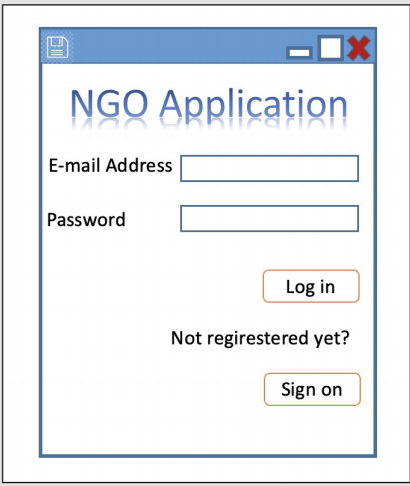 NGO Application
E-mail Address
Password
Log in
Not regirestered yet?
Sign on